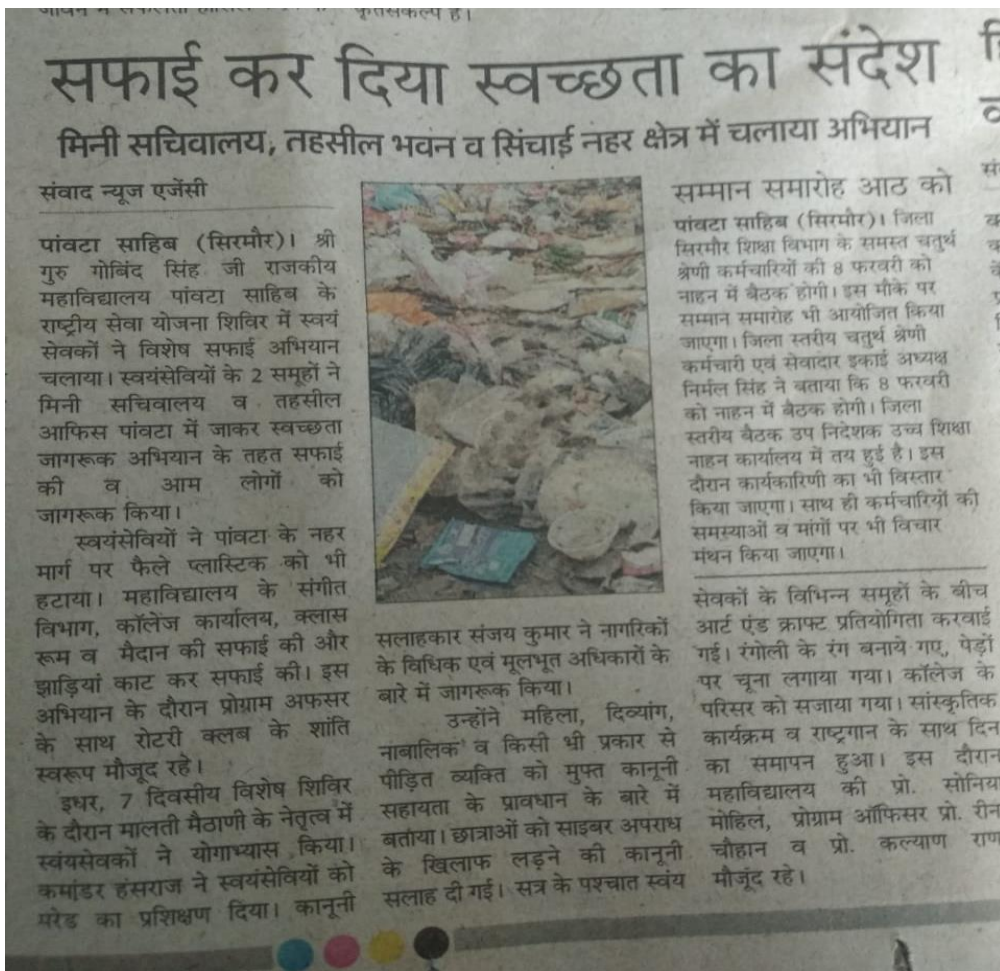 कृतसंकल्प है।
सफाई कर दिया स्वच्छता का संदेश
मिनी सचिवालय, तहसील भवन व सिंचाई नहर क्षेत्र में चलाया अभियान
संवाद न्यूज एजेंसी
पांवटा साहिब (सिरमौर)। श्री
गुरु गोबिंद सिंह जी राजकीय
महाविद्यालय पांवटा साहिब के
राष्ट्रीय सेवा योजना शिविर में स्वयं
सेवकों ने विशेष सफाई अभियान
चलाया। स्वयंसेवियों के 2 समूहों ने
मिनी सचिवालय व तहसील
आफिस पांवटा में जाकर स्वच्छता
जागरूक अभियान के तहत सफाई
की व आम लोगों को
जागरूक किया।
स्वयंसेवियों ने पांवटा के नहर
मार्ग पर फैले प्लास्टिक को भी
हटाया। महाविद्यालय के संगीत
विभाग, कॉलेज कार्यालय, क्लास
रूम व मैदान की सफाई की और
झाड़ियां काट कर सफाई की। इस
अभियान के दौरान प्रोग्राम अफसर
के साथ रोटरी क्लब के शांति
स्वरूप मौजूद रहे।
इधर, 7 दिवसीय विशेष शिविर
के दौरान मालती मैठाणी के नेतृत्व में
स्वंयसेवकों ने योगाभ्यास किया।
कमांडर हंसराज ने स्वयंसेवियों को
परेड का प्रशिक्षण दिया। कानूनी
सलाहकार संजय कुमार ने नागरिकों
के विधिक एवं मूलभूत अधिकारों के
बारे में जागरूक किया।
उन्होंने महिला, दिव्यांग,
नाबालिक व किसी भी प्रकार से
पीड़ित व्यक्ति को मुफ्त कानूनी
सहायता के प्रावधान के बारे में
बताया। छात्राओं को साइबर अपराध
के खिलाफ लड़ने की कानूनी
सलाह दी गई। सत्र के पश्चात स्वंय
सेवकों के विभिन्न समूहों के बीच
आर्ट एंड क्राफ्ट प्रतियोगिता करवाई
गई। रंगोली के रंग बनाये गए, पेड़ों
पर चूना लगाया गया। कॉलेज के
परिसर को सजाया गया। सांस्कृतिक
कार्यक्रम व राष्ट्रगान के साथ दिन
का समापन हुआ। इस दौरान
महाविद्यालय की प्रो. सोनिया
मोहिल, प्रोग्राम ऑफिसर प्रो.
चौहान व प्रो. कल्याण
मौजूद रहे।
सम्मान समारोह आठ को
पांवटा साहिब (सिरमौर)। जिला
सिरमौर शिक्षा विभाग के समस्त चतुर्थ
श्रेणी कर्मचारियों की 8 फरवरी को
नाहन में बैठक होगी। इस मौके पर
सम्मान समारोह भी आयोजित किया
जाएगा। जिला स्तरीय चतुर्थ श्रेणी
कर्मचारी एवं सेवादार इकाई अध्यक्ष
निर्मल सिंह ने बताया कि 8 फरवरी
को नाहन में बैठक होगी। जिला
स्तरीय बैठक उप निदेशक उच्च शिक्षा
नाहन कार्यालय में तय हुई है। इस
दौरान कार्यकारिणी का भी विस्तार
किया जाएगा। साथ ही कर्मचारियों की
समस्याओं व मांगों पर भी विचार
मंथन किया जाएगा।